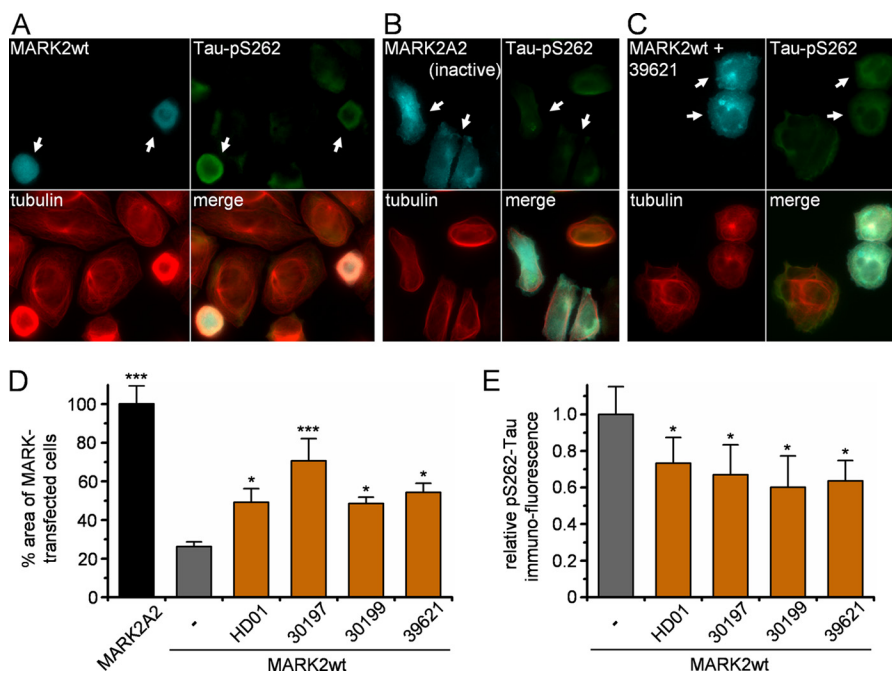 A
MARK2wt
Tau-pS262
tubulin
merge
B
MARK2A2
(inactive)
Tau-pS262
tubulin
merge
C
MARK2wt +
39621
Tau-pS262
tubulin
merge
D
% area of MARK-
transfected cells
100
80
60
40
20
0
***
*
***
*
*
MARK2A2
-
HD01
30197
30199
39621
MARK2wt
E
relative pS262-Tau
immuno-fluorescence
1.0
0.8
0.6
0.4
0.2
0
*
*
*
*
-
HD01
30197
30199
39621
MARK2wt